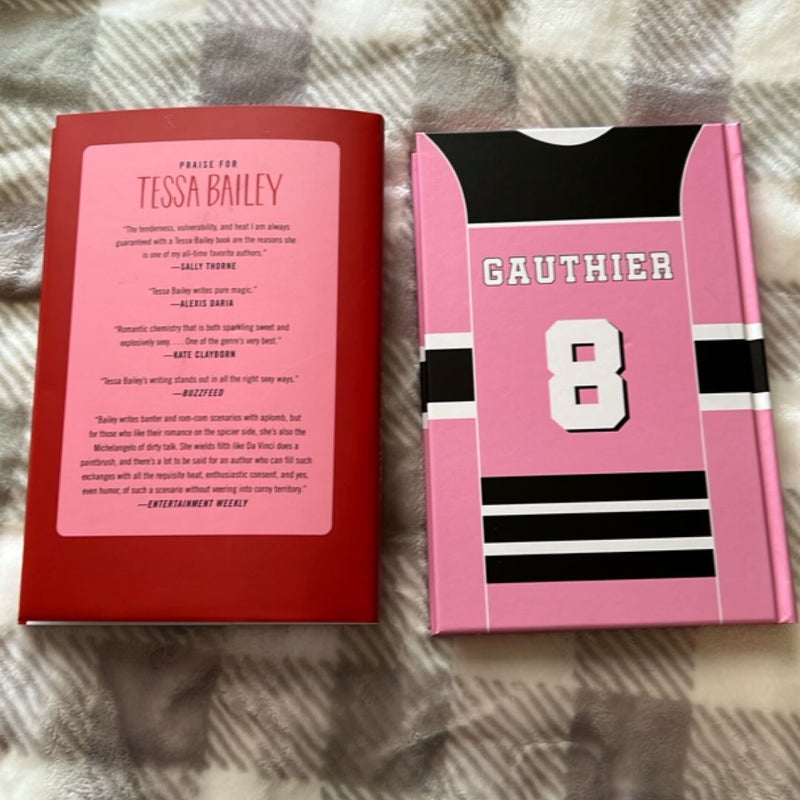 PRAISE FOR
TESSA BAILEY
"The tenderness, vulnerability, and heat I am always
guaranteed with a Tessa Bailey book are the reasons she
is one of my all-time favorite authors."
—SALLY THORNE
"Tessa Bailey writes pure magic."
—ALEXIS DARIA
"Romantic chemistry that is both sparkling sweet and
explosively sexy. . . . One of the genre's very best."
—KATE CLAYBORN
"Tessa Bailey's writing stands out in all the right sexy ways."
—BUZZFEED
"Bailey writes banter and rom-com scenarios with aplomb, but
for those who like their romance on the spicier side, she's also the
Michelangelo of dirty talk. She wields filth like Da Vinci does a
paintbrush, and there's a lot to be said for an author who can fill such
exchanges with all the requisite heat, enthusiastic consent, and yes,
even humor, of such a scenario without veering into corny territory."
—ENTERTAINMENT WEEKLY
GAUTHIER
8